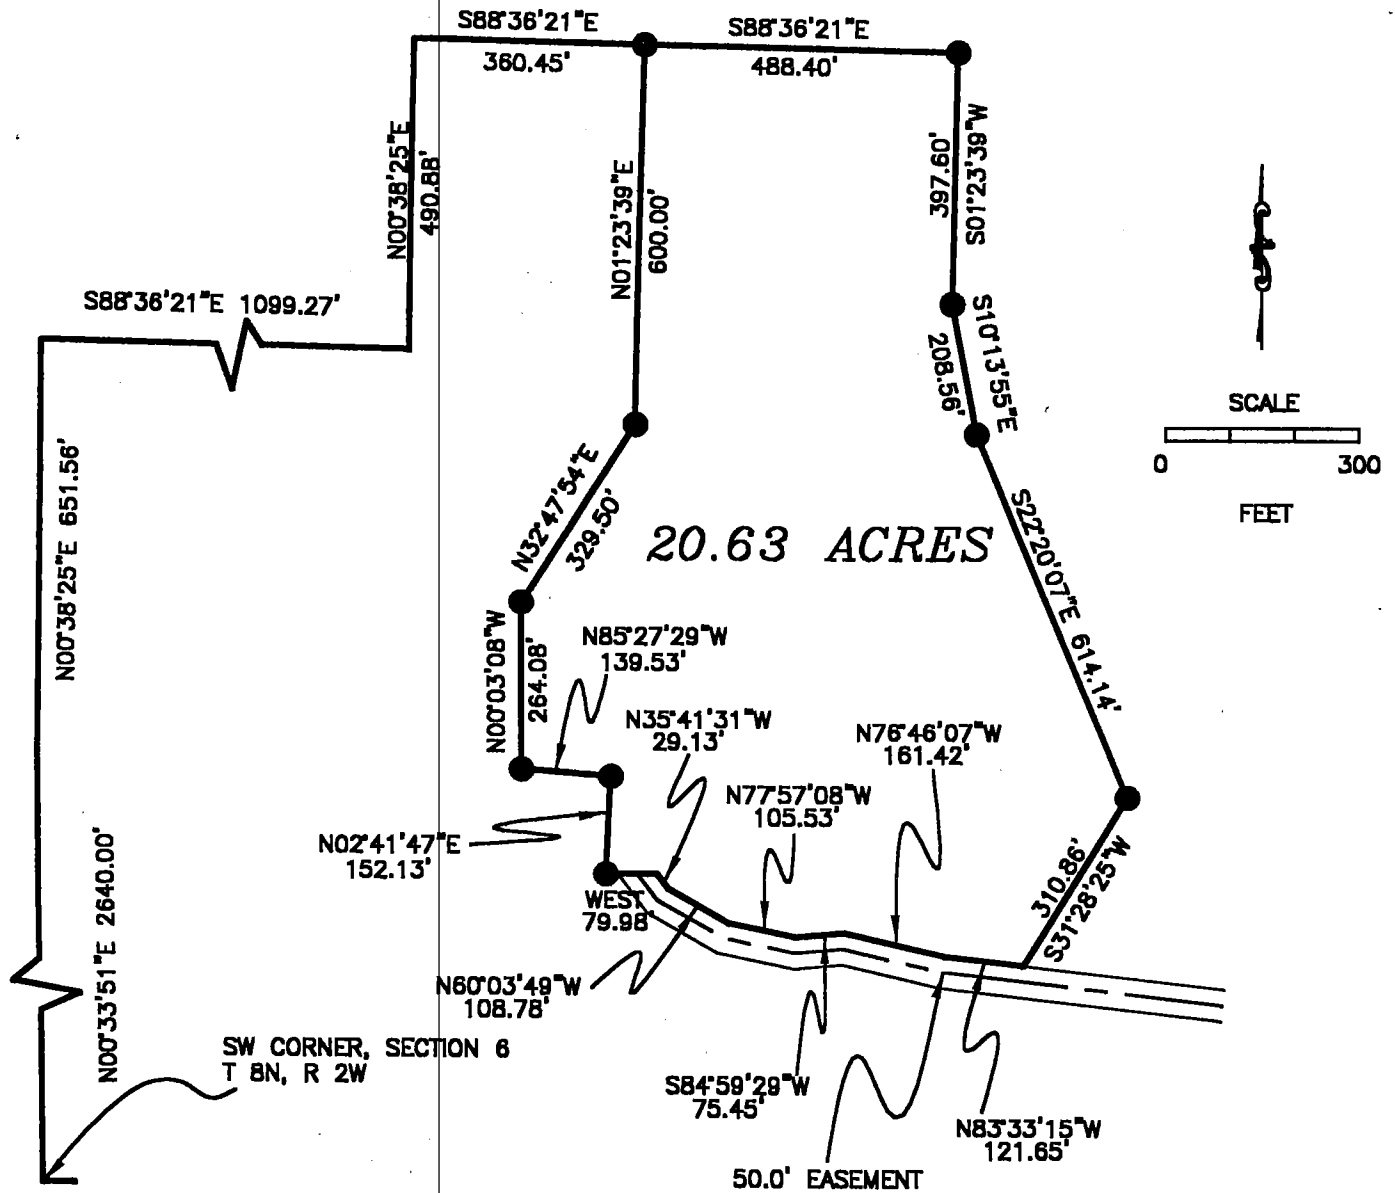 S88°36'21"E
360.45'
S88°36'21"E
488.40'
N00°38'25"E
490.88'
N01°23'39"E
600.00'
397.60'
S01°23'39"W
S88°36'21"E 1099.27'
S10°13'55"E
208.56'
SCALE
0 300
FEET
N00°38'25"E 651.56'
N32°47'54"E
329.50'
20.63 ACRES
S22°20'07"E 614.14'
N00°03'08"W
264.08'
N85°27'29"W
139.53'
N35°41'31"W
29.13'
N76°46'07"W
161.42'
N77°57'08"W
105.53'
N02°41'47"E
152.13'
310.86'
S31°28'25"W
WEST
79.98'
N00°33'51"E 2640.00'
N60°03'49"W
108.78'
SW CORNER, SECTION 6
T 8N, R 2W
S84°59'29"W
75.45'
N83°33'15"W
121.65'
50.0' EASEMENT